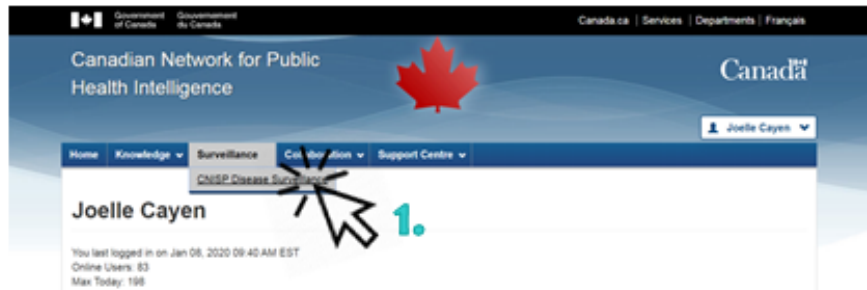 Government of Canada
Gouvernement du Canada
Canada.ca | Services | Departments | Français
Canadian Network for Public
Health Intelligence
Canada
Joelle Cayen
Home Knowledge Surveillance Collaboration Support Centre
CNISP Disease Surveillance
Joelle Cayen
1.
You last logged in on Jan 08, 2020 09:40 AM EST
Online Users: 83
Max Today: 198